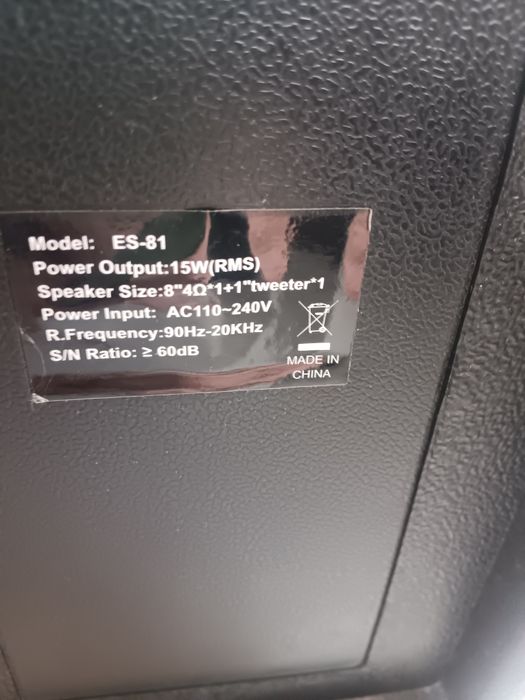 Model: ES-81
Power Output:15W(RMS)
Speaker Size:8"4Ω*1+1"tweeter*1
Power Input: AC110~240V
R.Frequency:90Hz-20KHz
S/N Ratio: ≥ 60dB
MADE IN
CHINA